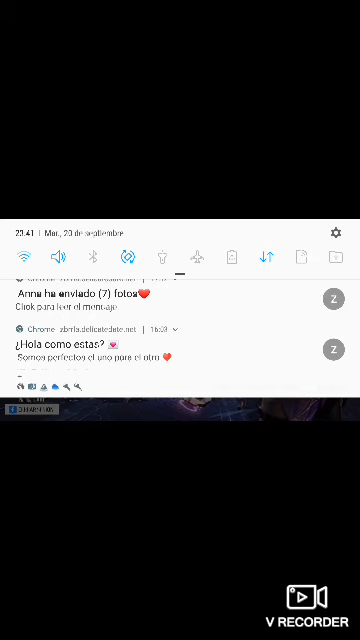 23:41 | Mar., 20 de septiembre
Anna ha enviado (7) fotos❤️
Click para leer el mensaje
Z
Chrome · zbrrla.delicatedate.net | 16:03
¿Hola como estas? 💌
Somos perfectos el uno para el otro ❤️
Z
V RECORDER